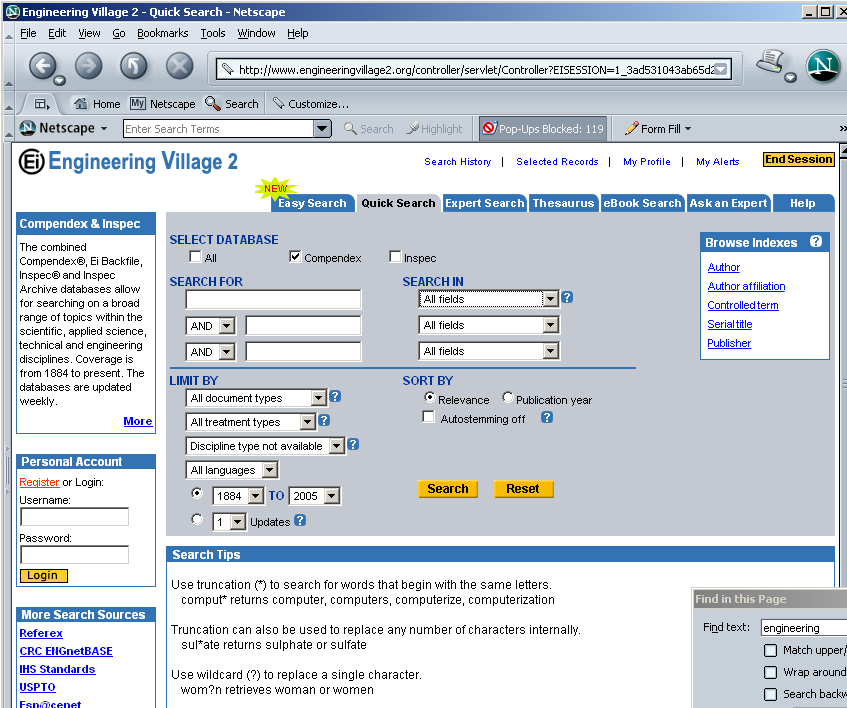 Engineering Village 2 - Quick Search - Netscape
File Edit View Go Bookmarks Tools Window Help
http://www.engineeringvillage2.org/controller/servlet/Controller?EISESSION=1_3ad531043ab65d2
Home My Netscape Search Customize...
Netscape Enter Search Terms Search Highlight Pop-Ups Blocked: 119 Form Fill »
Ei Engineering Village 2
Search History | Selected Records | My Profile | My Alerts End Session
NEW
Easy Search Quick Search Expert Search Thesaurus eBook Search Ask an Expert Help
Compendex & Inspec
The combined
Compendex®, Ei Backfile,
Inspec® and Inspec
Archive databases allow
for searching on a broad
range of topics within the
scientific, applied science,
technical and engineering
disciplines. Coverage is
from 1884 to present. The
databases are updated
weekly.
More
Personal Account
Register or Login:
Username:
Password:
Login
More Search Sources
Referex
CRC ENGnetBASE
IHS Standards
USPTO
Esp@cenet
SELECT DATABASE
All Compendex Inspec
SEARCH FOR SEARCH IN
All fields ?
AND All fields
AND All fields
LIMIT BY SORT BY
All document types ? Relevance Publication year
All treatment types ? Autostemming off ?
Discipline type not available ?
All languages
1884 TO 2005 Search Reset
1 Updates ?
Browse Indexes ?
Author
Author affiliation
Controlled term
Serial title
Publisher
Search Tips
Use truncation (*) to search for words that begin with the same letters.
comput* returns computer, computers, computerize, computerization
Truncation can also be used to replace any number of characters internally.
sul*ate returns sulphate or sulfate
Use wildcard (?) to replace a single character.
wom?n retrieves woman or women
Find in this Page
Find text: engineering
Match upper/
Wrap around
Search backw